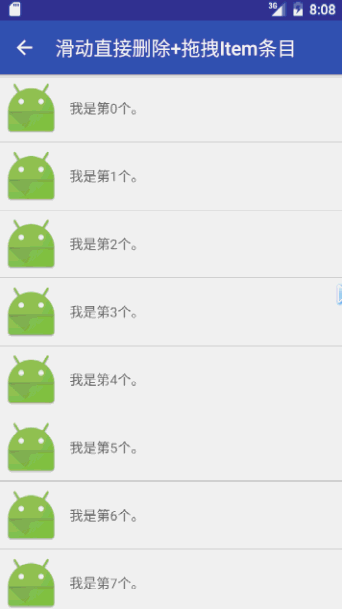 3G 8:08
滑动直接删除+拖拽Item条目
我是第0个。
我是第1个。
我是第2个。
我是第3个。
我是第4个。
我是第5个。
我是第6个。
我是第7个。